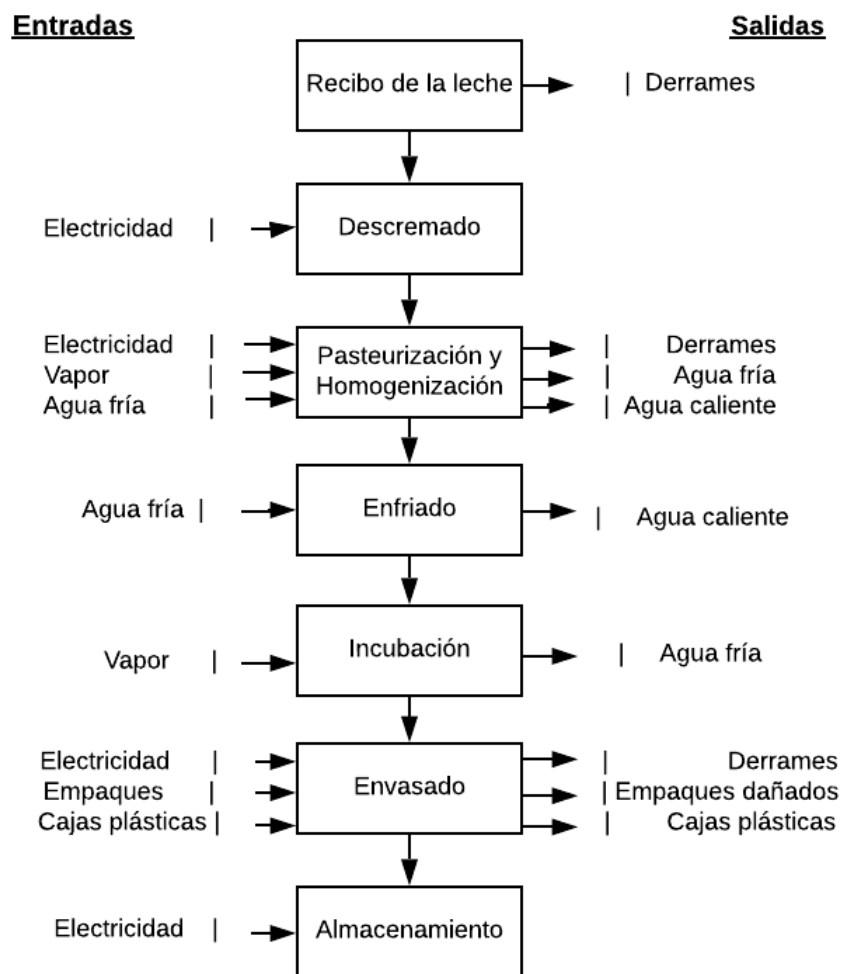 Entradas
Salidas
Recibo de la leche
| Derrames
Electricidad |
Descremado
Electricidad |
Vapor |
Agua fría |
Pasteurización y
Homogenización
| Derrames
| Agua fría
| Agua caliente
Agua fría |
Enfriado
| Agua caliente
Vapor |
Incubación
| Agua fría
Electricidad |
Empaques |
Cajas plásticas |
Envasado
| Derrames
| Empaques dañados
| Cajas plásticas
Electricidad |
Almacenamiento